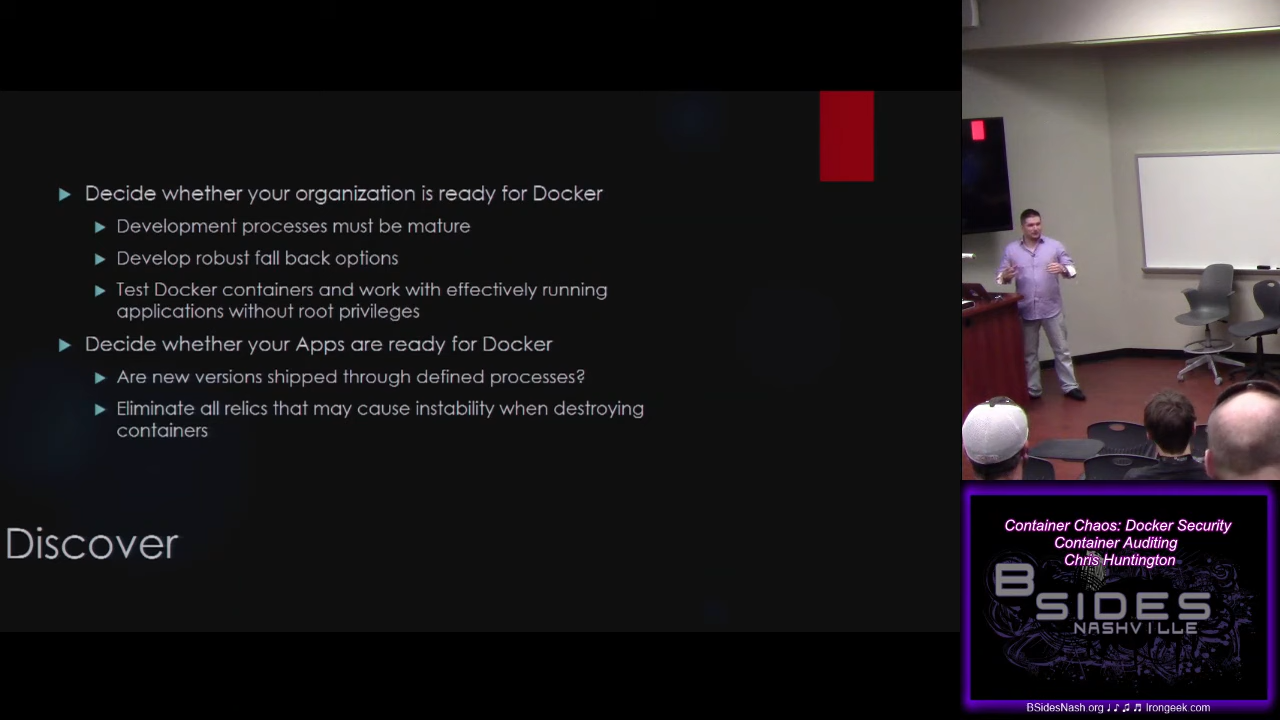 Decide whether your organization is ready for Docker
Development processes must be mature
Develop robust fall back options
Test Docker containers and work with effectively running
applications without root privileges
Decide whether your Apps are ready for Docker
Are new versions shipped through defined processes?
Eliminate all relics that may cause instability when destroying
containers
Discover
Container Chaos: Docker Security
Container Auditing
Chris Huntington
BSIDES
NASHVILLE
BSidesNash.org ♩ ♪ ♫ ♬ Irongeek.com